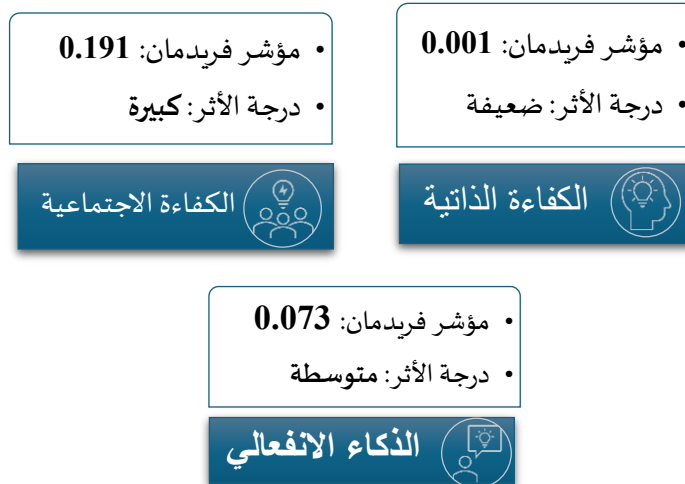 • مؤشر فريدمان: 0.001
• درجة الأثر: ضعيفة
الكفاءة الذاتية
• مؤشر فريدمان: 0.191
• درجة الأثر: كبيرة
الكفاءة الاجتماعية
• مؤشر فريدمان: 0.073
• درجة الأثر: متوسطة
الذكاء الانفعالي